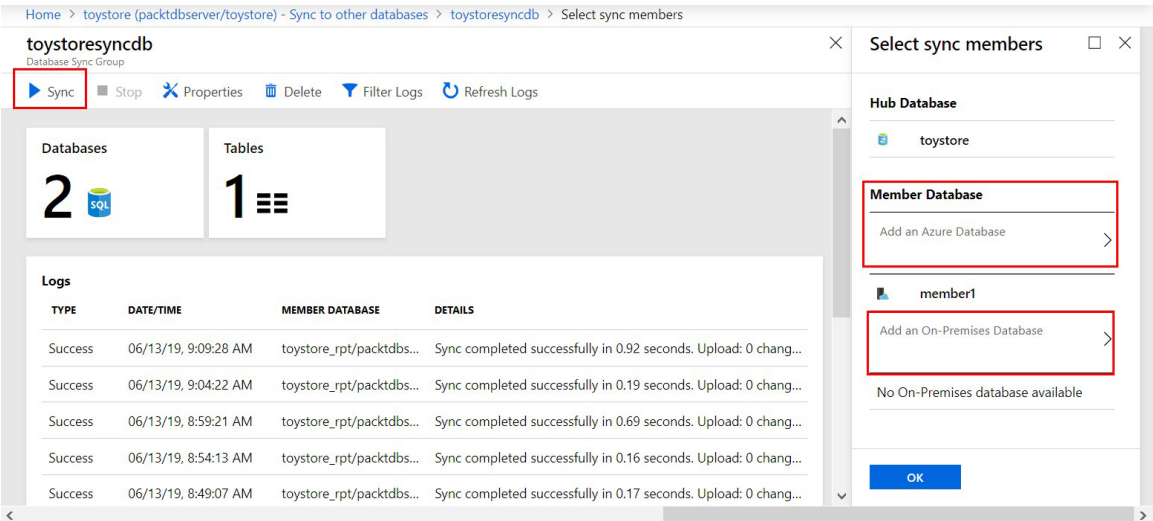 Home > toystore (packtdbserver/toystore) - Sync to other databases > toystoresyncdb > Select sync members
toystoresyncdb
Database Sync Group
Sync Stop Properties Delete Filter Logs Refresh Logs
Databases
2
SQL
Tables
1
Logs
TYPE DATE/TIME MEMBER DATABASE DETAILS
Success 06/13/19, 9:09:28 AM toystore_rpt/packtdbs... Sync completed successfully in 0.92 seconds. Upload: 0 chang...
Success 06/13/19, 9:04:22 AM toystore_rpt/packtdbs... Sync completed successfully in 0.19 seconds. Upload: 0 chang...
Success 06/13/19, 8:59:21 AM toystore_rpt/packtdbs... Sync completed successfully in 0.69 seconds. Upload: 0 chang...
Success 06/13/19, 8:54:13 AM toystore_rpt/packtdbs... Sync completed successfully in 0.16 seconds. Upload: 0 chang...
Success 06/13/19, 8:49:07 AM toystore_rpt/packtdbs... Sync completed successfully in 0.17 seconds. Upload: 0 chang...
Select sync members
Hub Database
toystore
Member Database
Add an Azure Database
member1
Add an On-Premises Database
No On-Premises database available
OK